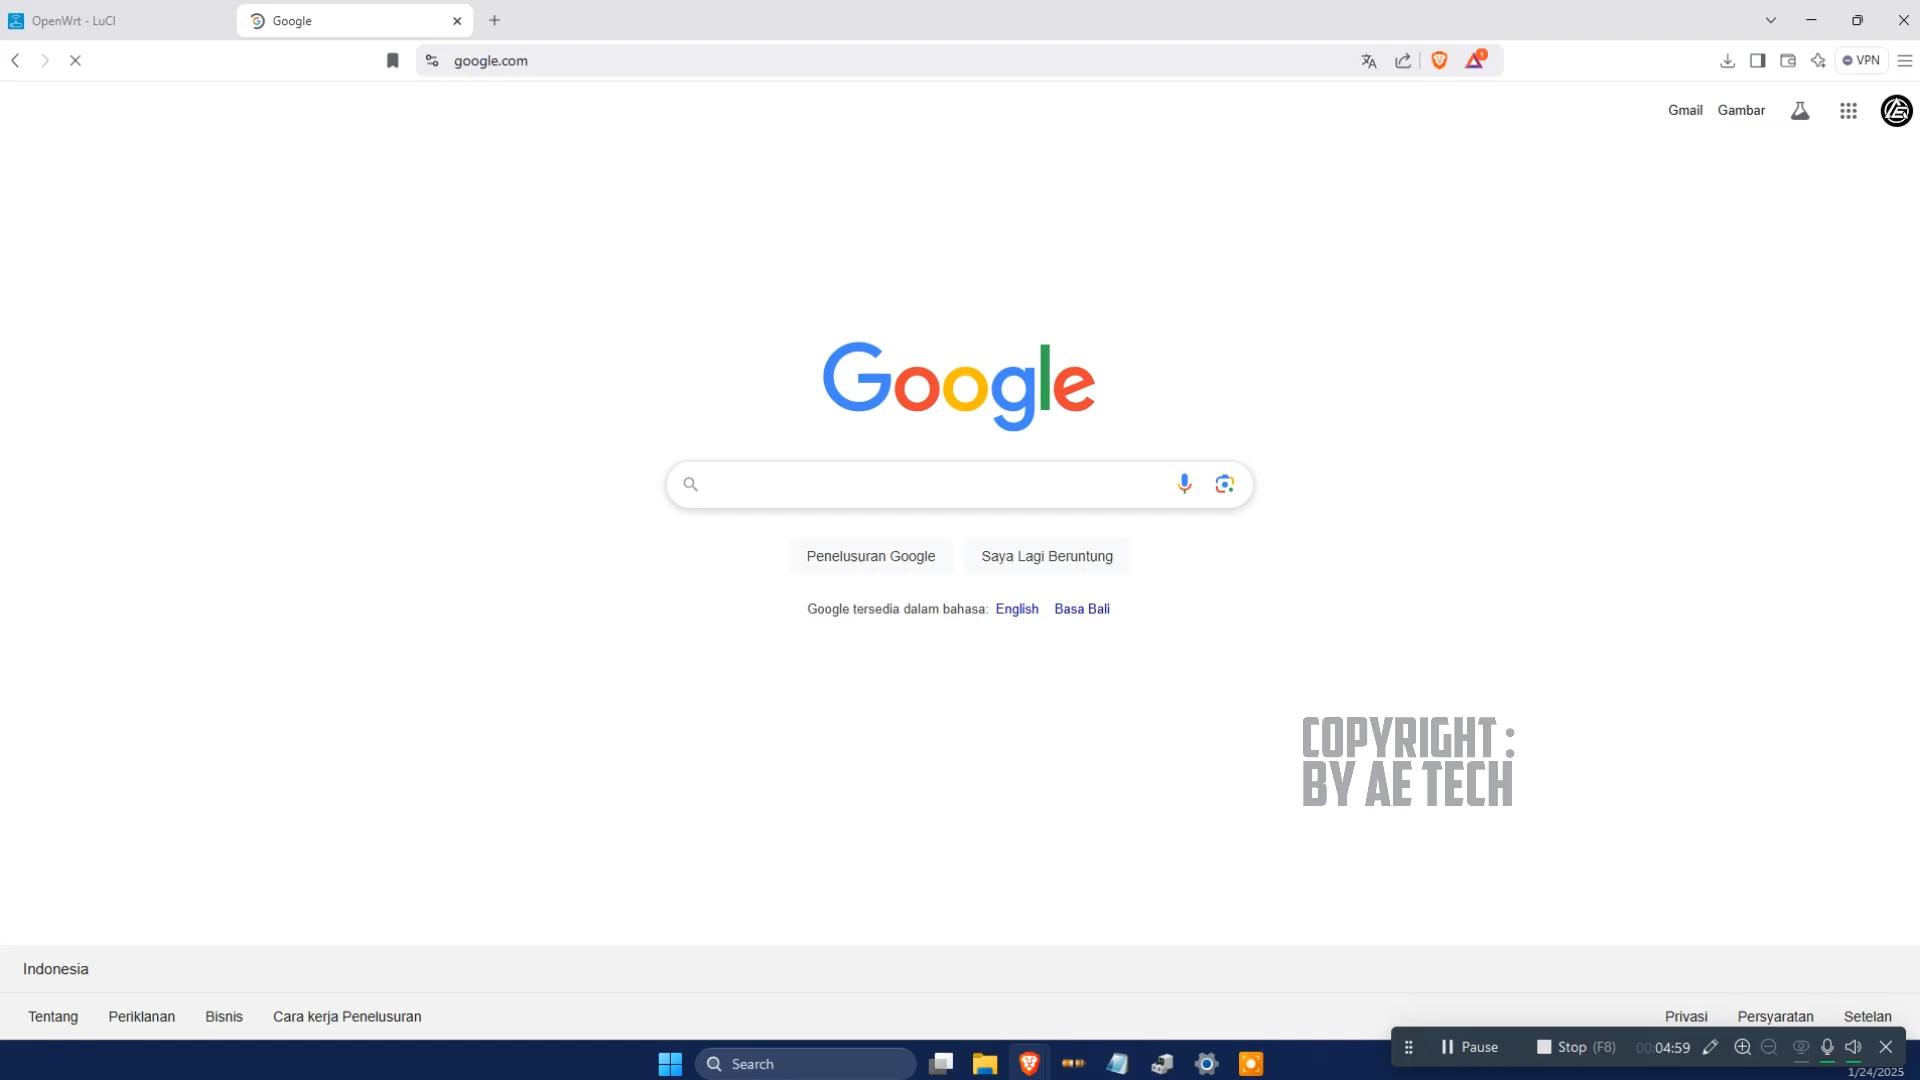 OpenWrt - LuCI
Google
google.com
1
VPN
Gmail
Gambar
Google
Penelusuran Google
Saya Lagi Beruntung
Google tersedia dalam bahasa: English Basa Bali
COPYRIGHT :
BY AE TECH
Indonesia
Tentang
Periklanan
Bisnis
Cara kerja Penelusuran
Privasi
Persyaratan
Setelan
Search
Pause
Stop (F8)
00:04:59
1/24/2025